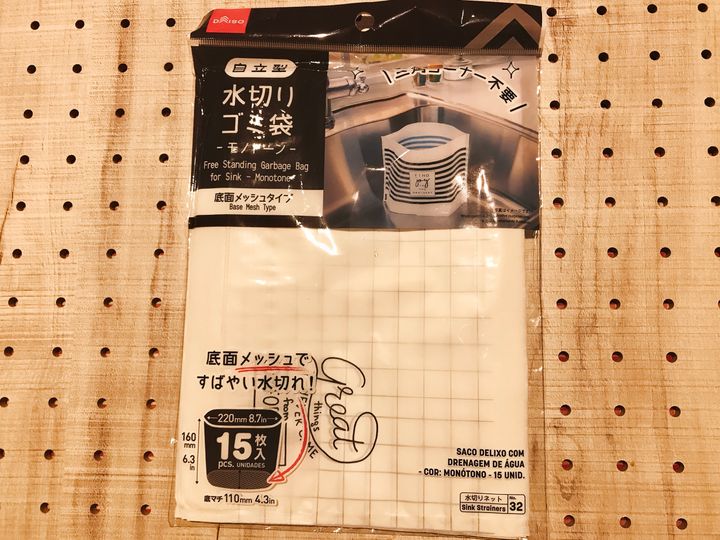 DAISO
自立型
水切り
ゴミ袋
-モノトーン-
Free Standing Garbage Bag
for Sink - Monotone
底面メッシュタイプ
Base Mesh Type
三角コーナー不要
底面メッシュで
すばやい水切れ!
220mm 8.7in
160
mm
6.3
in
15枚入
pcs. UNIDADES
底マチ 110mm 4.3in
Great
things
from
SACO DELIXO COM
DRENAGEM DE ÁGUA
- COR: MONÓTONO - 15 UNID.
水切りネット
Sink Strainers
No.
32